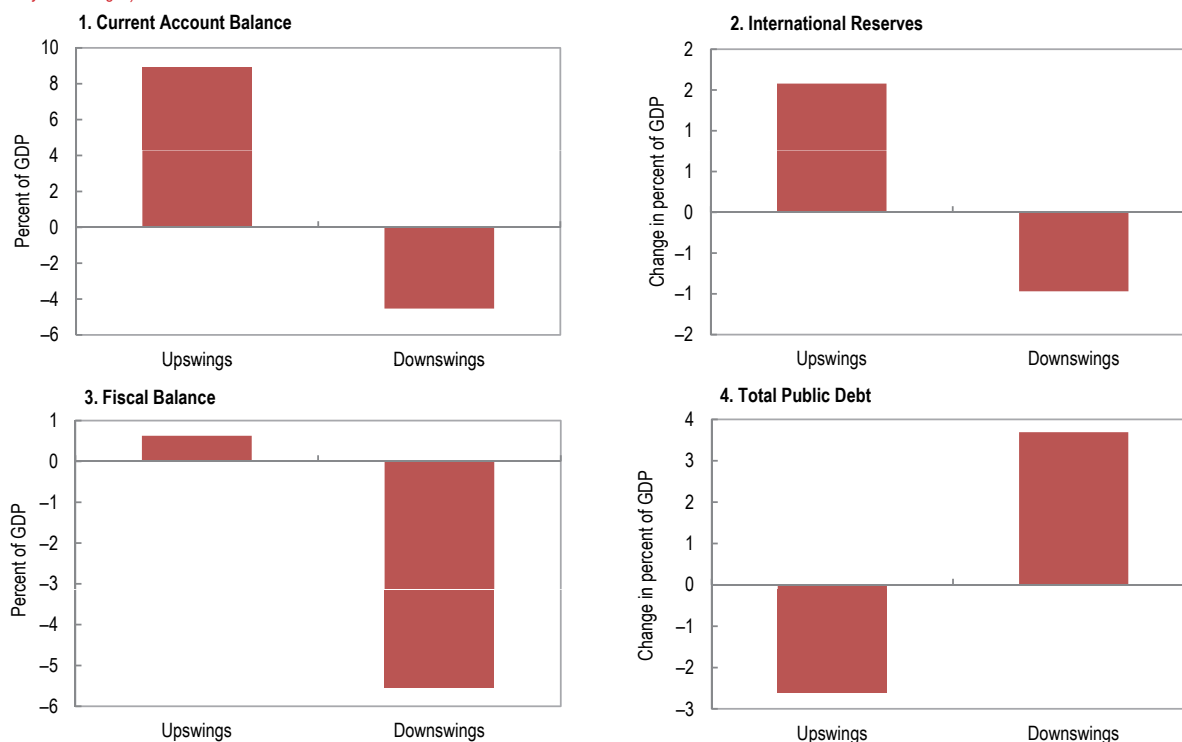 1. Current Account Balance
10
8
6
4
2
0
–2
–4
–6
Percent of GDP
Upswings Downswings
2. International Reserves
2
2
1
1
0
–1
–1
–2
Change in percent of GDP
Upswings Downswings
3. Fiscal Balance
1
0
–1
–2
–3
–4
–5
–6
Percent of GDP
Upswings Downswings
4. Total Public Debt
4
3
2
1
0
–1
–2
–3
Change in percent of GDP
Upswings Downswings